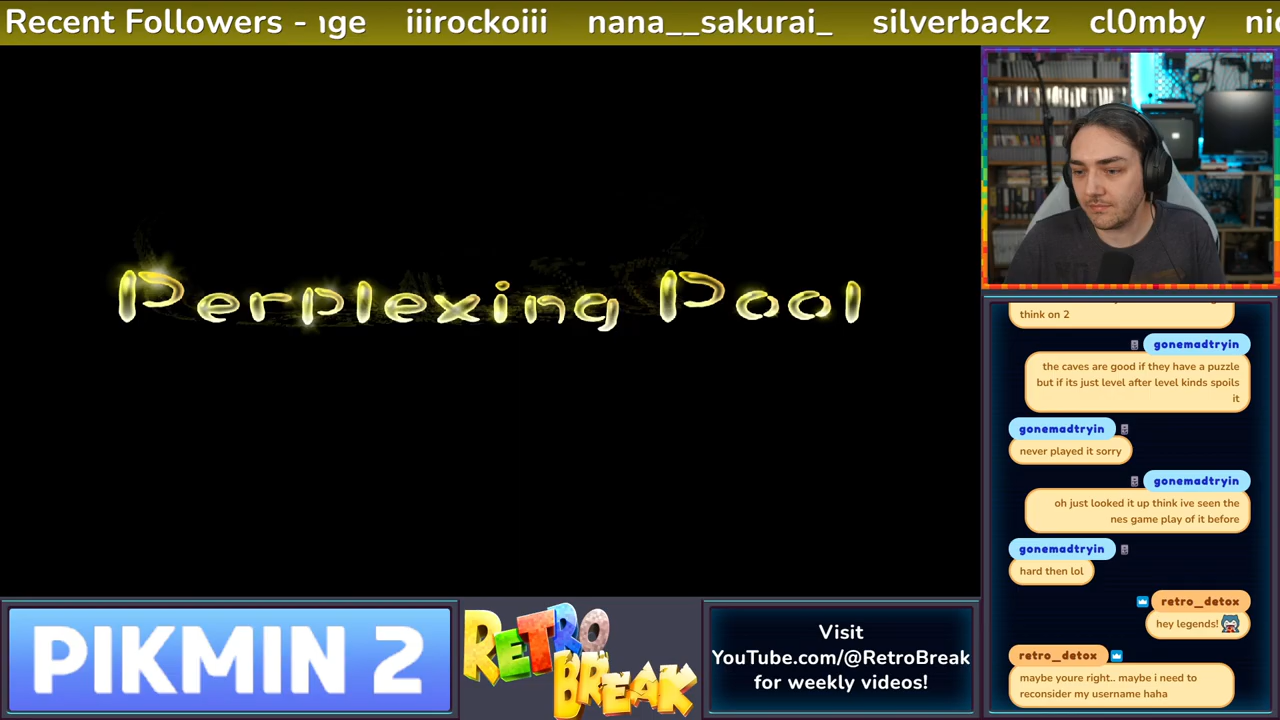 Recent Followers - nge iiirockoiii nana__sakurai_ silverbackz cl0mby nic
Perplexing Pool
think on 2
gonemadtryin
the caves are good if they have a puzzle
but if its just level after level kinds spoils
it
gonemadtryin
never played it sorry
gonemadtryin
oh just looked it up think ive seen the
nes game play of it before
gonemadtryin
hard then lol
retro_detox
hey legends!
retro_detox
maybe youre right.. maybe i need to
reconsider my username haha
PIKMIN 2
RETRO
BREAK
Visit
YouTube.com/@RetroBreak
for weekly videos!